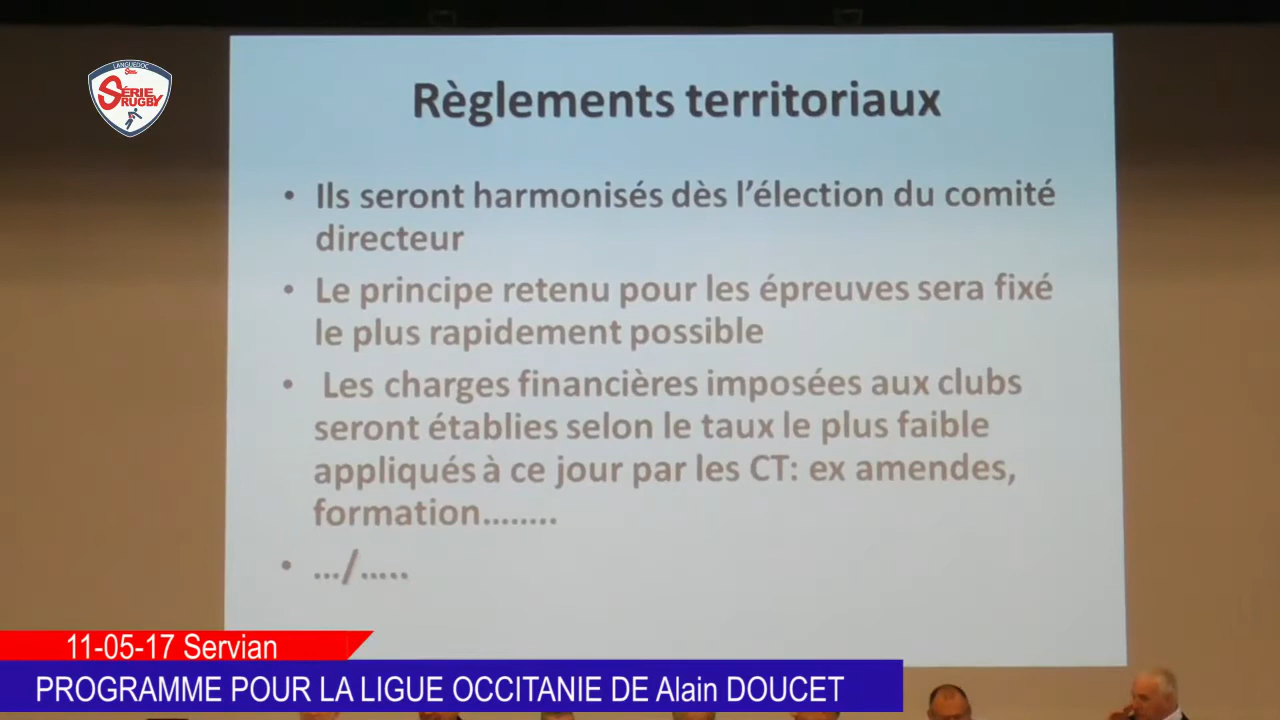 LANGUEDOC
SÉRIE
RUGBY
Règlements territoriaux
• Ils seront harmonisés dès l'élection du comité
directeur
• Le principe retenu pour les épreuves sera fixé
le plus rapidement possible
• Les charges financières imposées aux clubs
seront établies selon le taux le plus faible
appliqués à ce jour par les CT: ex amendes,
formation........
• .../.....
11-05-17 Servian
PROGRAMME POUR LA LIGUE OCCITANIE DE Alain DOUCET